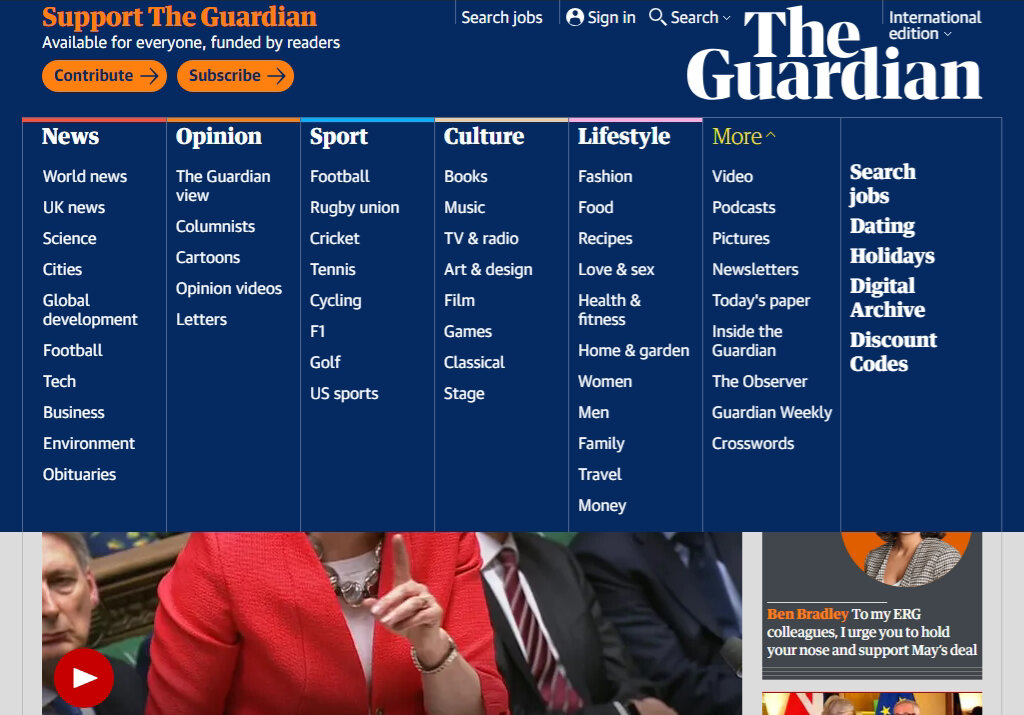 Support The Guardian
Available for everyone, funded by readers
Contribute
Subscribe
Search jobs
Sign in
Search
International
edition
The
Guardian
News
World news
UK news
Science
Cities
Global
development
Football
Tech
Business
Environment
Obituaries
Opinion
The Guardian
view
Columnists
Cartoons
Opinion videos
Letters
Sport
Football
Rugby union
Cricket
Tennis
Cycling
F1
Golf
US sports
Culture
Books
Music
TV & radio
Art & design
Film
Games
Classical
Stage
Lifestyle
Fashion
Food
Recipes
Love & sex
Health &
fitness
Home & garden
Women
Men
Family
Travel
Money
More
Video
Podcasts
Pictures
Newsletters
Today's paper
Inside the
Guardian
The Observer
Guardian Weekly
Crosswords
Search
jobs
Dating
Holidays
Digital
Archive
Discount
Codes
Ben Bradley To my ERG
colleagues, I urge you to hold
your nose and support May's deal